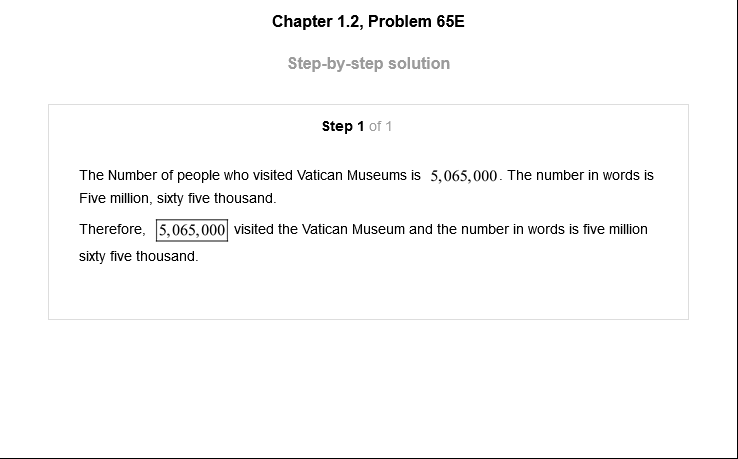 Chapter 1.2, Problem 65E
Step-by-step solution
Step 1 of 1
The Number of people who visited Vatican Museums is 5,065,000. The number in words is
Five million, sixty five thousand.
Therefore, 5,065,000 visited the Vatican Museum and the number in words is five million
sixty five thousand.